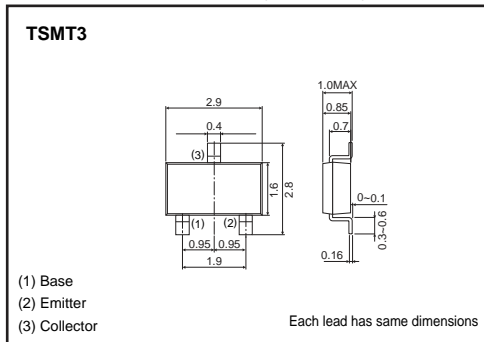 TSMT3
1.0MAX
2.9
0.85
0.4
0.7
(3)
1.6
2.8
0~0.1
(1)
(2)
0.3~0.6
0.95
0.95
0.16
1.9
(1) Base
(2) Emitter
(3) Collector
Each lead has same dimensions